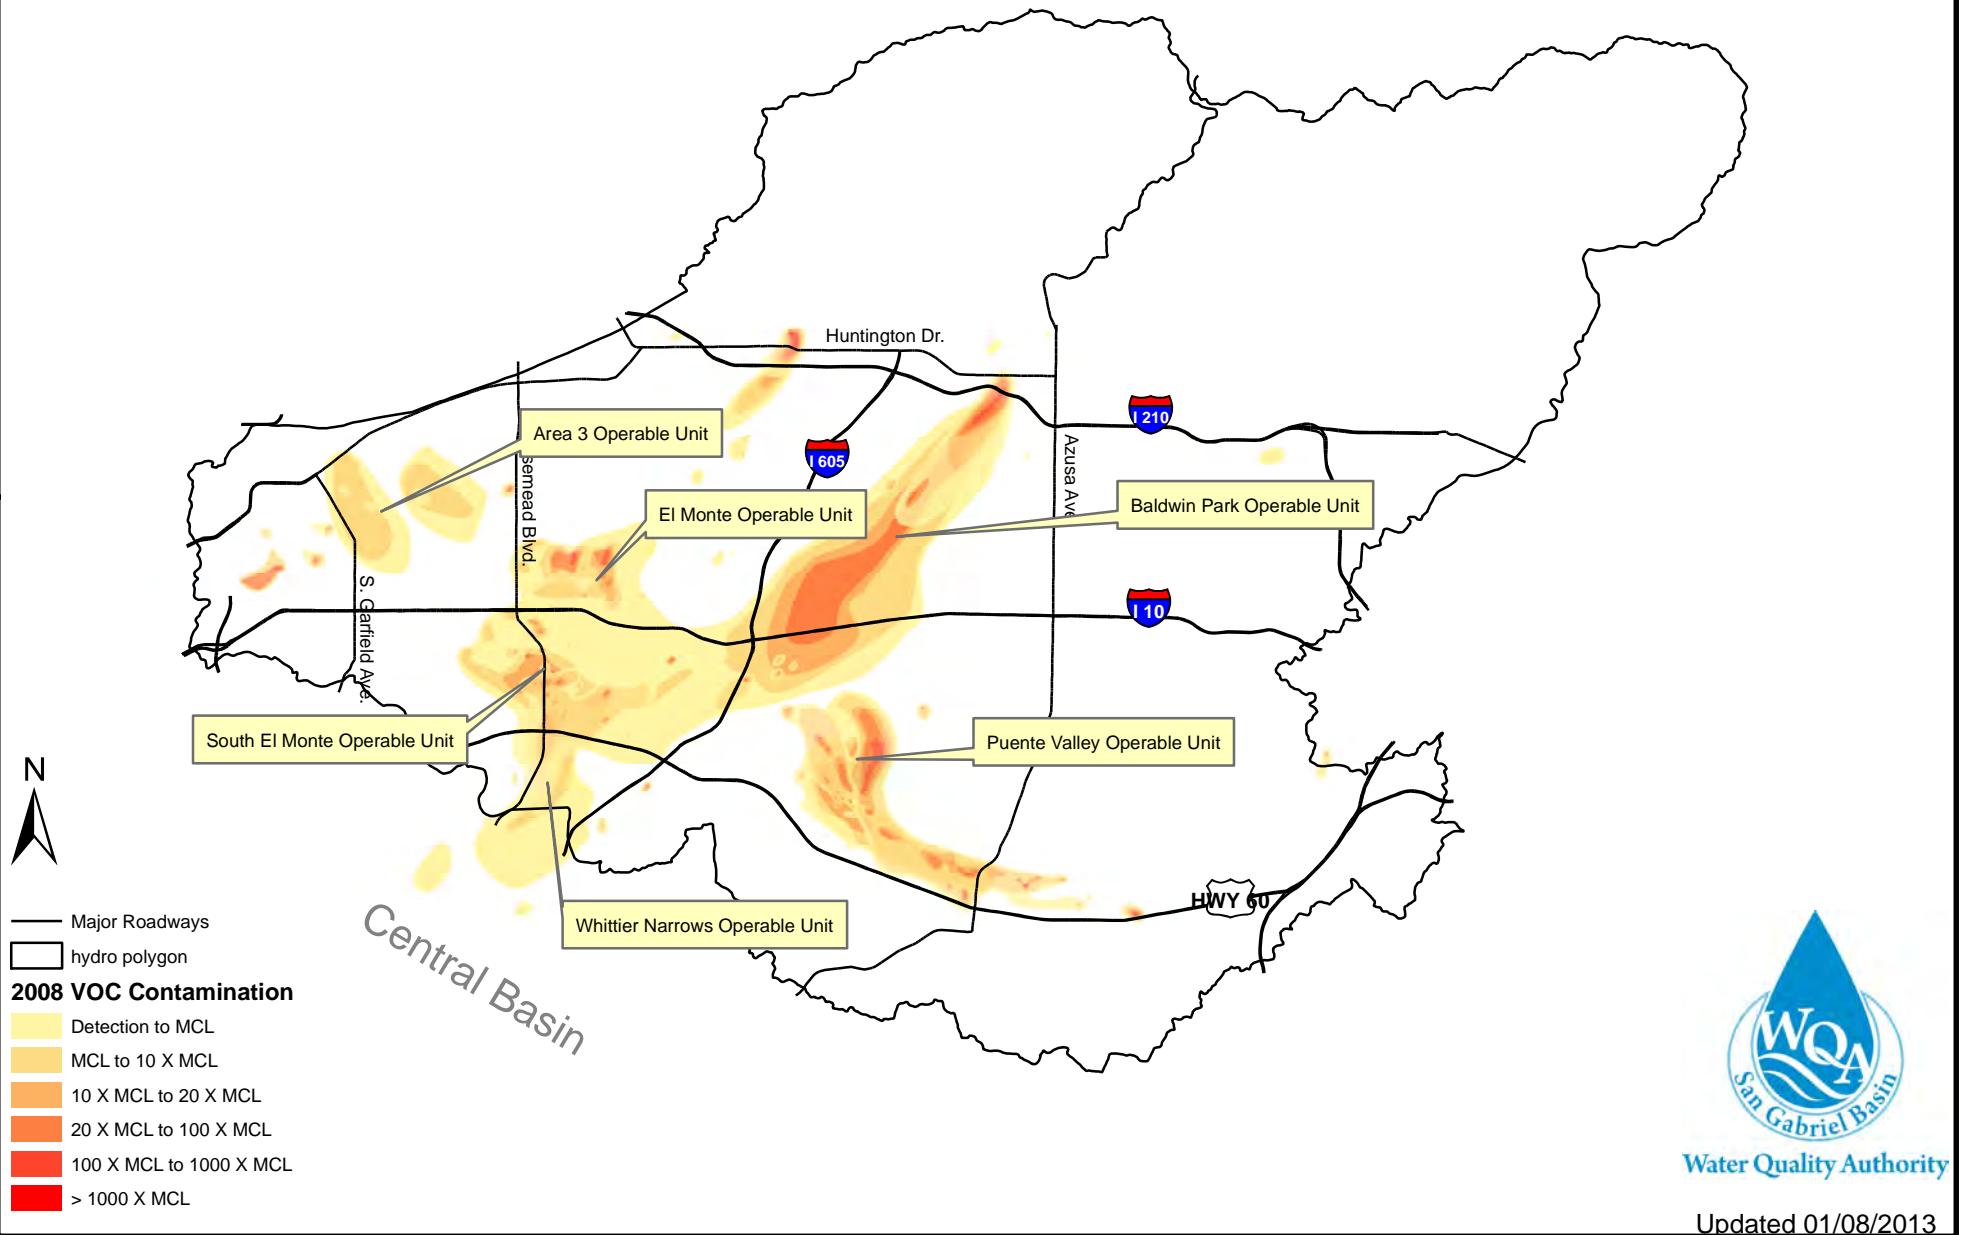 Huntington Dr.
Area 3 Operable Unit
I 210
I 605
semead Blvd.
Azusa Ave
El Monte Operable Unit
Baldwin Park Operable Unit
I 10
S. Garfield Ave.
South El Monte Operable Unit
Puente Valley Operable Unit
HWY 60
Whittier Narrows Operable Unit
Central Basin
N
Major Roadways
hydro polygon
2008 VOC Contamination
Detection to MCL
MCL to 10 X MCL
10 X MCL to 20 X MCL
20 X MCL to 100 X MCL
100 X MCL to 1000 X MCL
> 1000 X MCL
WQA
San Gabriel Basin
Water Quality Authority
Updated 01/08/2013